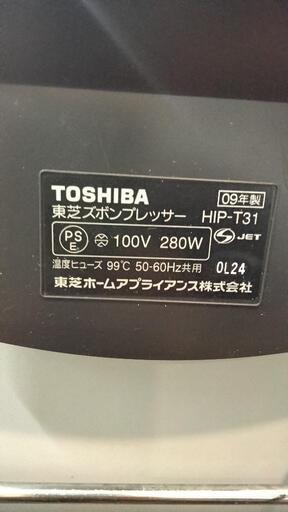 TOSHIBA 09年製
東芝ズボンプレッサー HIP-T31
PS E 100V 280W S JET
温度ヒューズ 99℃ 50-60Hz共用 0L24
東芝ホームアプライアンス株式会社